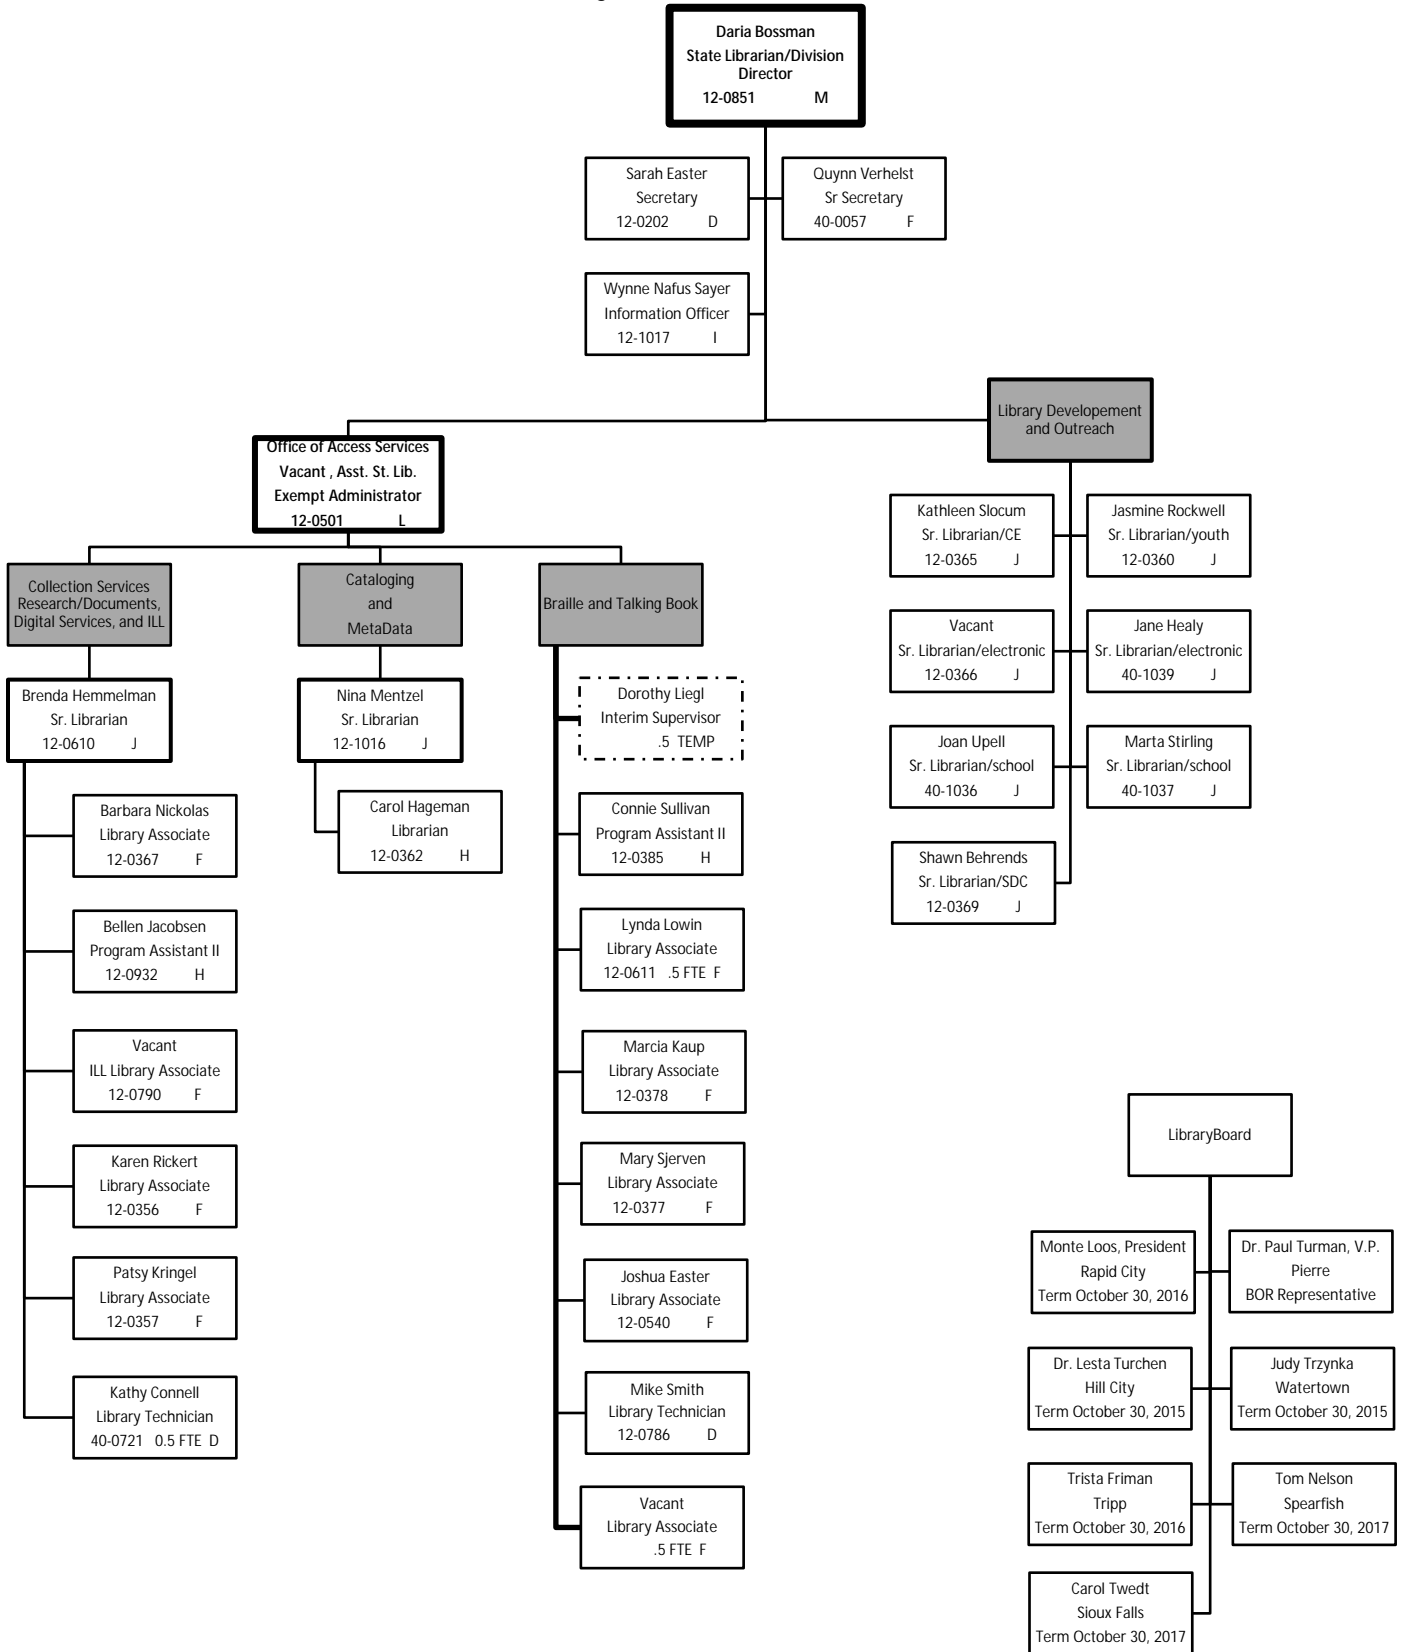 Daria Bossman
State Librarian/Division
Director
12-0851 M
Sarah Easter
Secretary
12-0202 D
Quynn Verhelst
Sr Secretary
40-0057 F
Wynne Nafus Sayer
Information Officer
12-1017 I
Library Developement
and Outreach
Office of Access Services
Vacant , Asst. St. Lib.
Exempt Administrator
12-0501 L
Kathleen Slocum
Sr. Librarian/CE
12-0365 J
Jasmine Rockwell
Sr. Librarian/youth
12-0360 J
Vacant
Sr. Librarian/electronic
12-0366 J
Jane Healy
Sr. Librarian/electronic
40-1039 J
Joan Upell
Sr. Librarian/school
40-1036 J
Marta Stirling
Sr. Librarian/school
40-1037 J
Shawn Behrends
Sr. Librarian/SDC
12-0369 J
Collection Services
Research/Documents,
Digital Services, and ILL
Brenda Hemmelman
Sr. Librarian
12-0610 J
Barbara Nickolas
Library Associate
12-0367 F
Bellen Jacobsen
Program Assistant II
12-0932 H
Vacant
ILL Library Associate
12-0790 F
Karen Rickert
Library Associate
12-0356 F
Patsy Kringel
Library Associate
12-0357 F
Kathy Connell
Library Technician
40-0721 0.5 FTE D
Cataloging
and
MetaData
Nina Mentzel
Sr. Librarian
12-1016 J
Carol Hageman
Librarian
12-0362 H
Braille and Talking Book
Dorothy Liegl
Interim Supervisor
.5 TEMP
Connie Sullivan
Program Assistant II
12-0385 H
Lynda Lowin
Library Associate
12-0611 .5 FTE F
Marcia Kaup
Library Associate
12-0378 F
Mary Sjerven
Library Associate
12-0377 F
Joshua Easter
Library Associate
12-0540 F
Mike Smith
Library Technician
12-0786 D
Vacant
Library Associate
.5 FTE F
LibraryBoard
Monte Loos, President
Rapid City
Term October 30, 2016
Dr. Paul Turman, V.P.
Pierre
BOR Representative
Dr. Lesta Turchen
Hill City
Term October 30, 2015
Judy Trzynka
Watertown
Term October 30, 2015
Trista Friman
Tripp
Term October 30, 2016
Tom Nelson
Spearfish
Term October 30, 2017
Carol Twedt
Sioux Falls
Term October 30, 2017